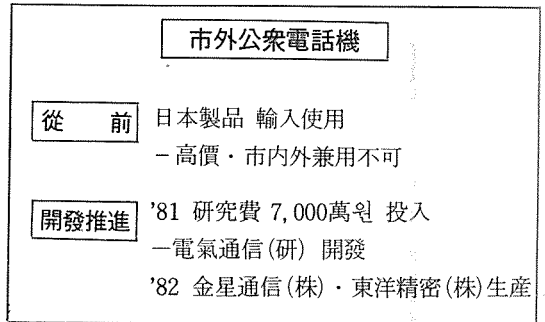 市外公衆電話機
從 前 日本製品 輸入使用
－高價·市內外兼用不可
開發推進 '81 硏究費 7,000萬원 投入
－電氣通信(硏) 開發
'82 金星通信(株)·東洋精密(株)生産